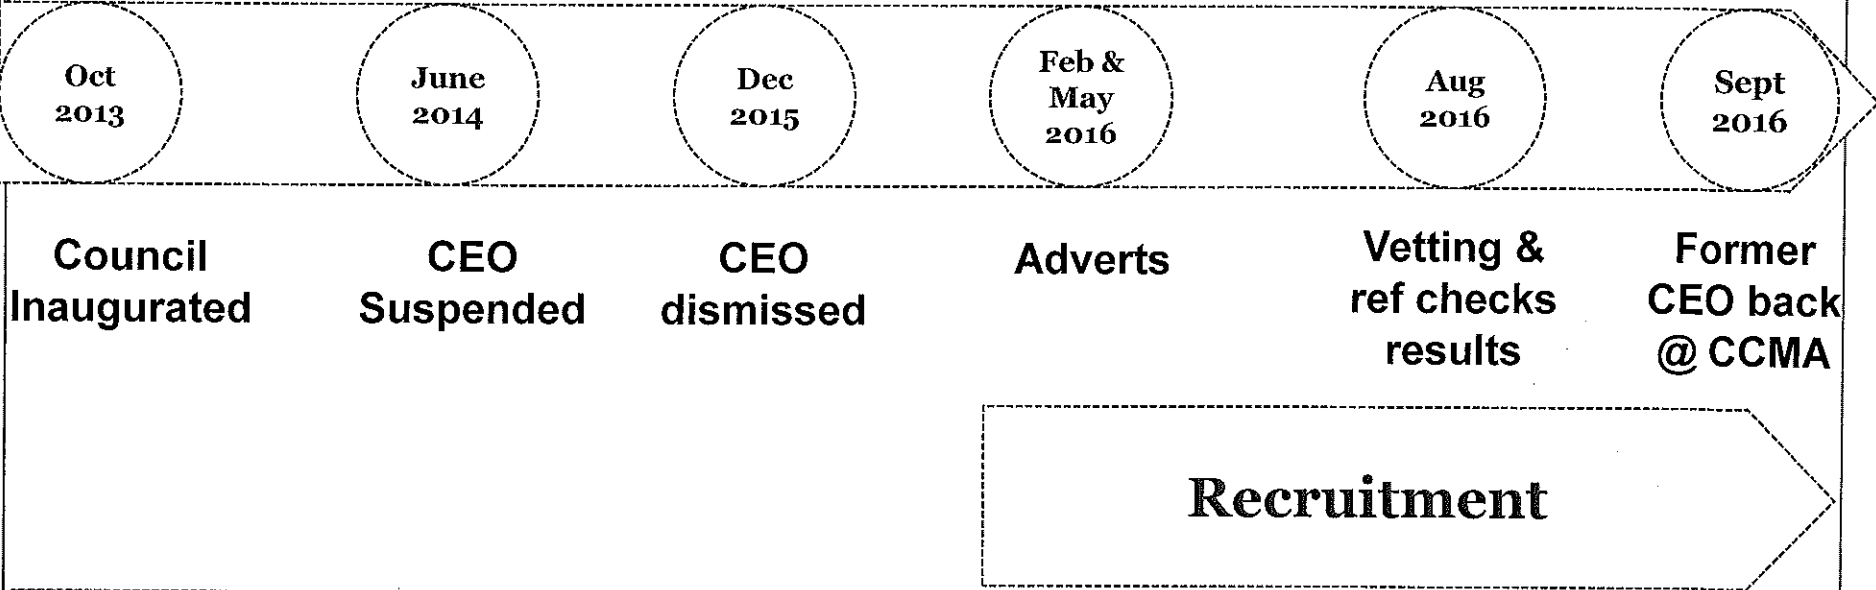 Oct
2013
June
2014
Dec
2015
Feb &
May
2016
Aug
2016
Sept
2016
Council
Inaugurated
CEO
Suspended
CEO
dismissed
Adverts
Vetting &
ref checks
results
Former
CEO back
@ CCMA
Recruitment